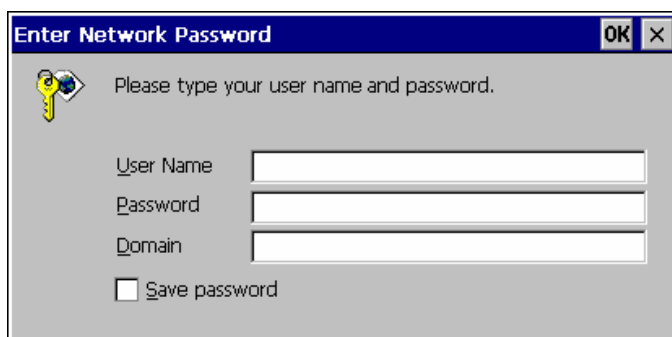 Enter Network Password OK ×
Please type your user name and password.
User Name
Password
Domain
Save password